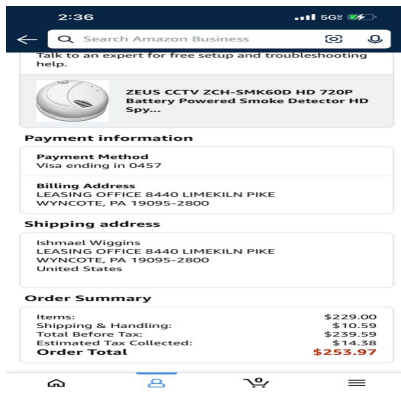 2:36
5G
Search Amazon Business
Talk to an expert for free setup and troubleshooting
help.
ZEUS CCTV ZCH-SMK60D HD 720P
Battery Powered Smoke Detector HD
Spy...
Payment information
Payment Method
Visa ending in 0457
Billing Address
LEASING OFFICE 8440 LIMEKILN PIKE
WYNCOTE, PA 19095-2800
Shipping address
Ishmael Wiggins
LEASING OFFICE 8440 LIMEKILN PIKE
WYNCOTE, PA 19095-2800
United States
Order Summary
Items: $229.00
Shipping & Handling: $10.59
Total Before Tax: $239.59
Estimated Tax Collected: $14.38
Order Total $253.97
0